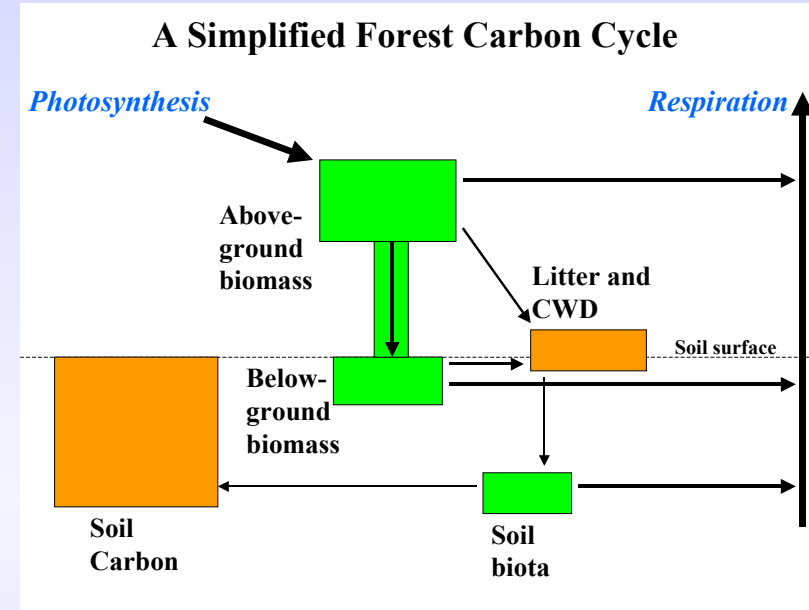 A Simplified Forest Carbon Cycle
Photosynthesis
Respiration
Above-
ground
biomass
Litter and
CWD
Soil surface
Below-
ground
biomass
Soil
Carbon
Soil
biota